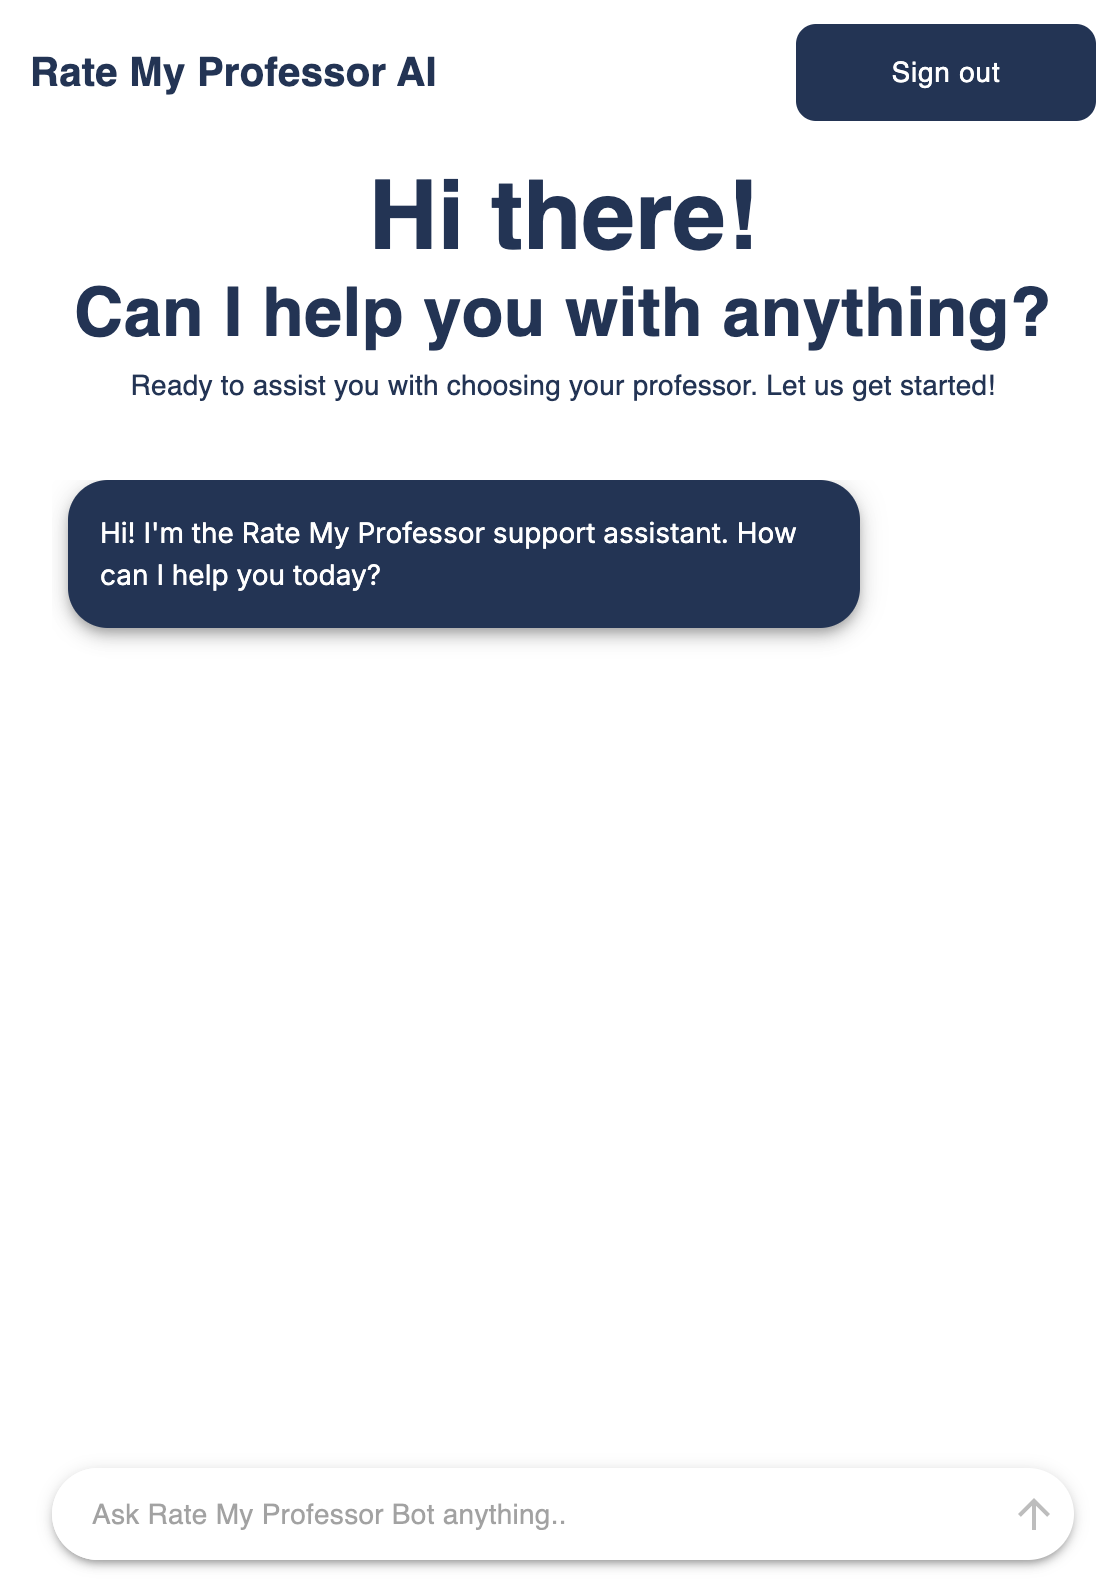 Rate My Professor AI
Sign out
Hi there!
Can I help you with anything?
Ready to assist you with choosing your professor. Let us get started!
Hi! I'm the Rate My Professor support assistant. How
can I help you today?
Ask Rate My Professor Bot anything..